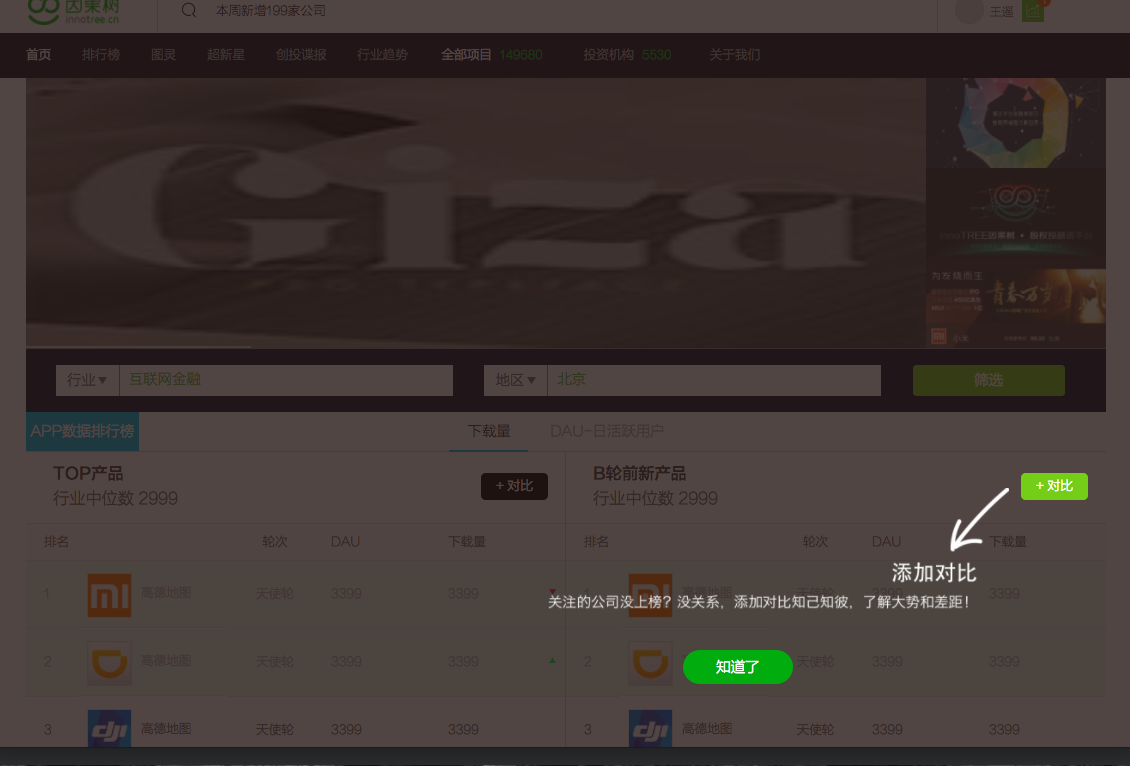 因果树
innotree.cn
本周新增199家公司
王遥
首页 排行榜 图灵 超新星 创投谍报 行业趋势 全部项目 149680 投资机构 5530 关于我们
Giza
innoTREE因果树
为发烧而生
青春万岁
小米
行业 互联网金融 地区 北京 筛选
APP数据排行榜 下载量 DAU-日活跃用户
TOP产品
行业中位数 2999
+ 对比
B轮前新产品
行业中位数 2999
+ 对比
排名 轮次 DAU 下载量
排名 轮次 DAU 下载量
添加对比
关注的公司没上榜？没关系，添加对比知己知彼，了解大势和差距！
知道了
1 高德地图 天使轮 3399 3399
1 高德地图 天使轮 3399 3399
2 高德地图 天使轮 3399 3399
2 天使轮 3399 3399
3 dji 高德地图 天使轮 3399 3399
3 dji 高德地图 天使轮 3399 3399